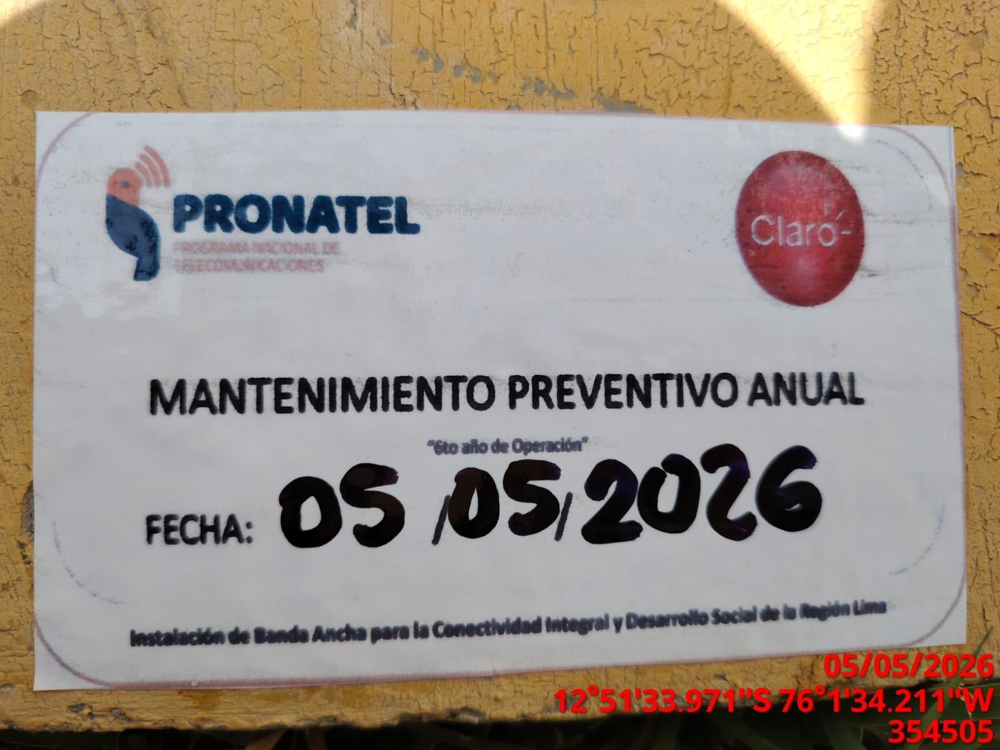 PRONATEL
PROGRAMA NACIONAL DE
TELECOMUNICACIONES
Claro
MANTENIMIENTO PREVENTIVO ANUAL
"6to año de Operación"
FECHA: 05/05/2026
Instalación de Banda Ancha para la Conectividad Integral y Desarrollo Social de la Región Lima
05/05/2026
12°51'33.971"S 76°1'34.211"W
354505